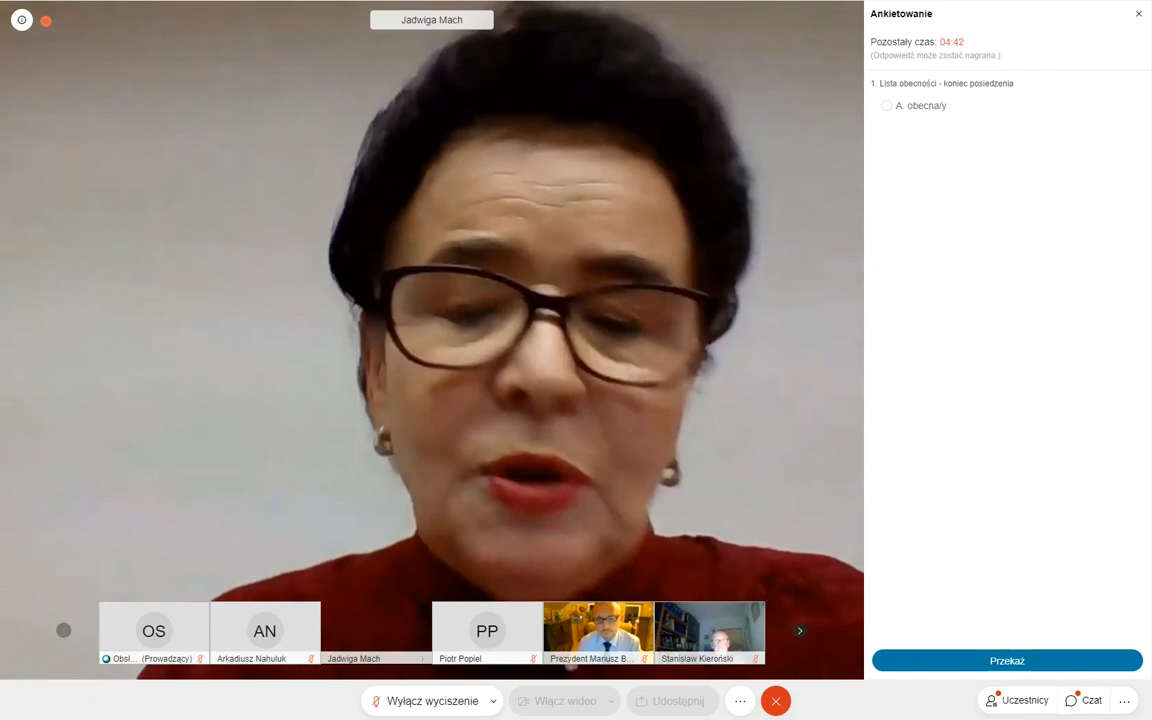 Jadwiga Mach
Ankietowanie
Pozostały czas: 04:42
(Odpowiedź może zostać nagrana )
1. Lista obecności - koniec posiedzenia
A. obecna/y
OS
AN
PP
Obsł... (Prowadzący)
Arkadiusz Nahuluk
Jadwiga Mach
Piotr Popiel
Prezydent Mariusz B...
Stanisław Kieroński
Przekaż
Wyłącz wyciszenie
Włącz wideo
Udostępnij
Uczestnicy
Czat